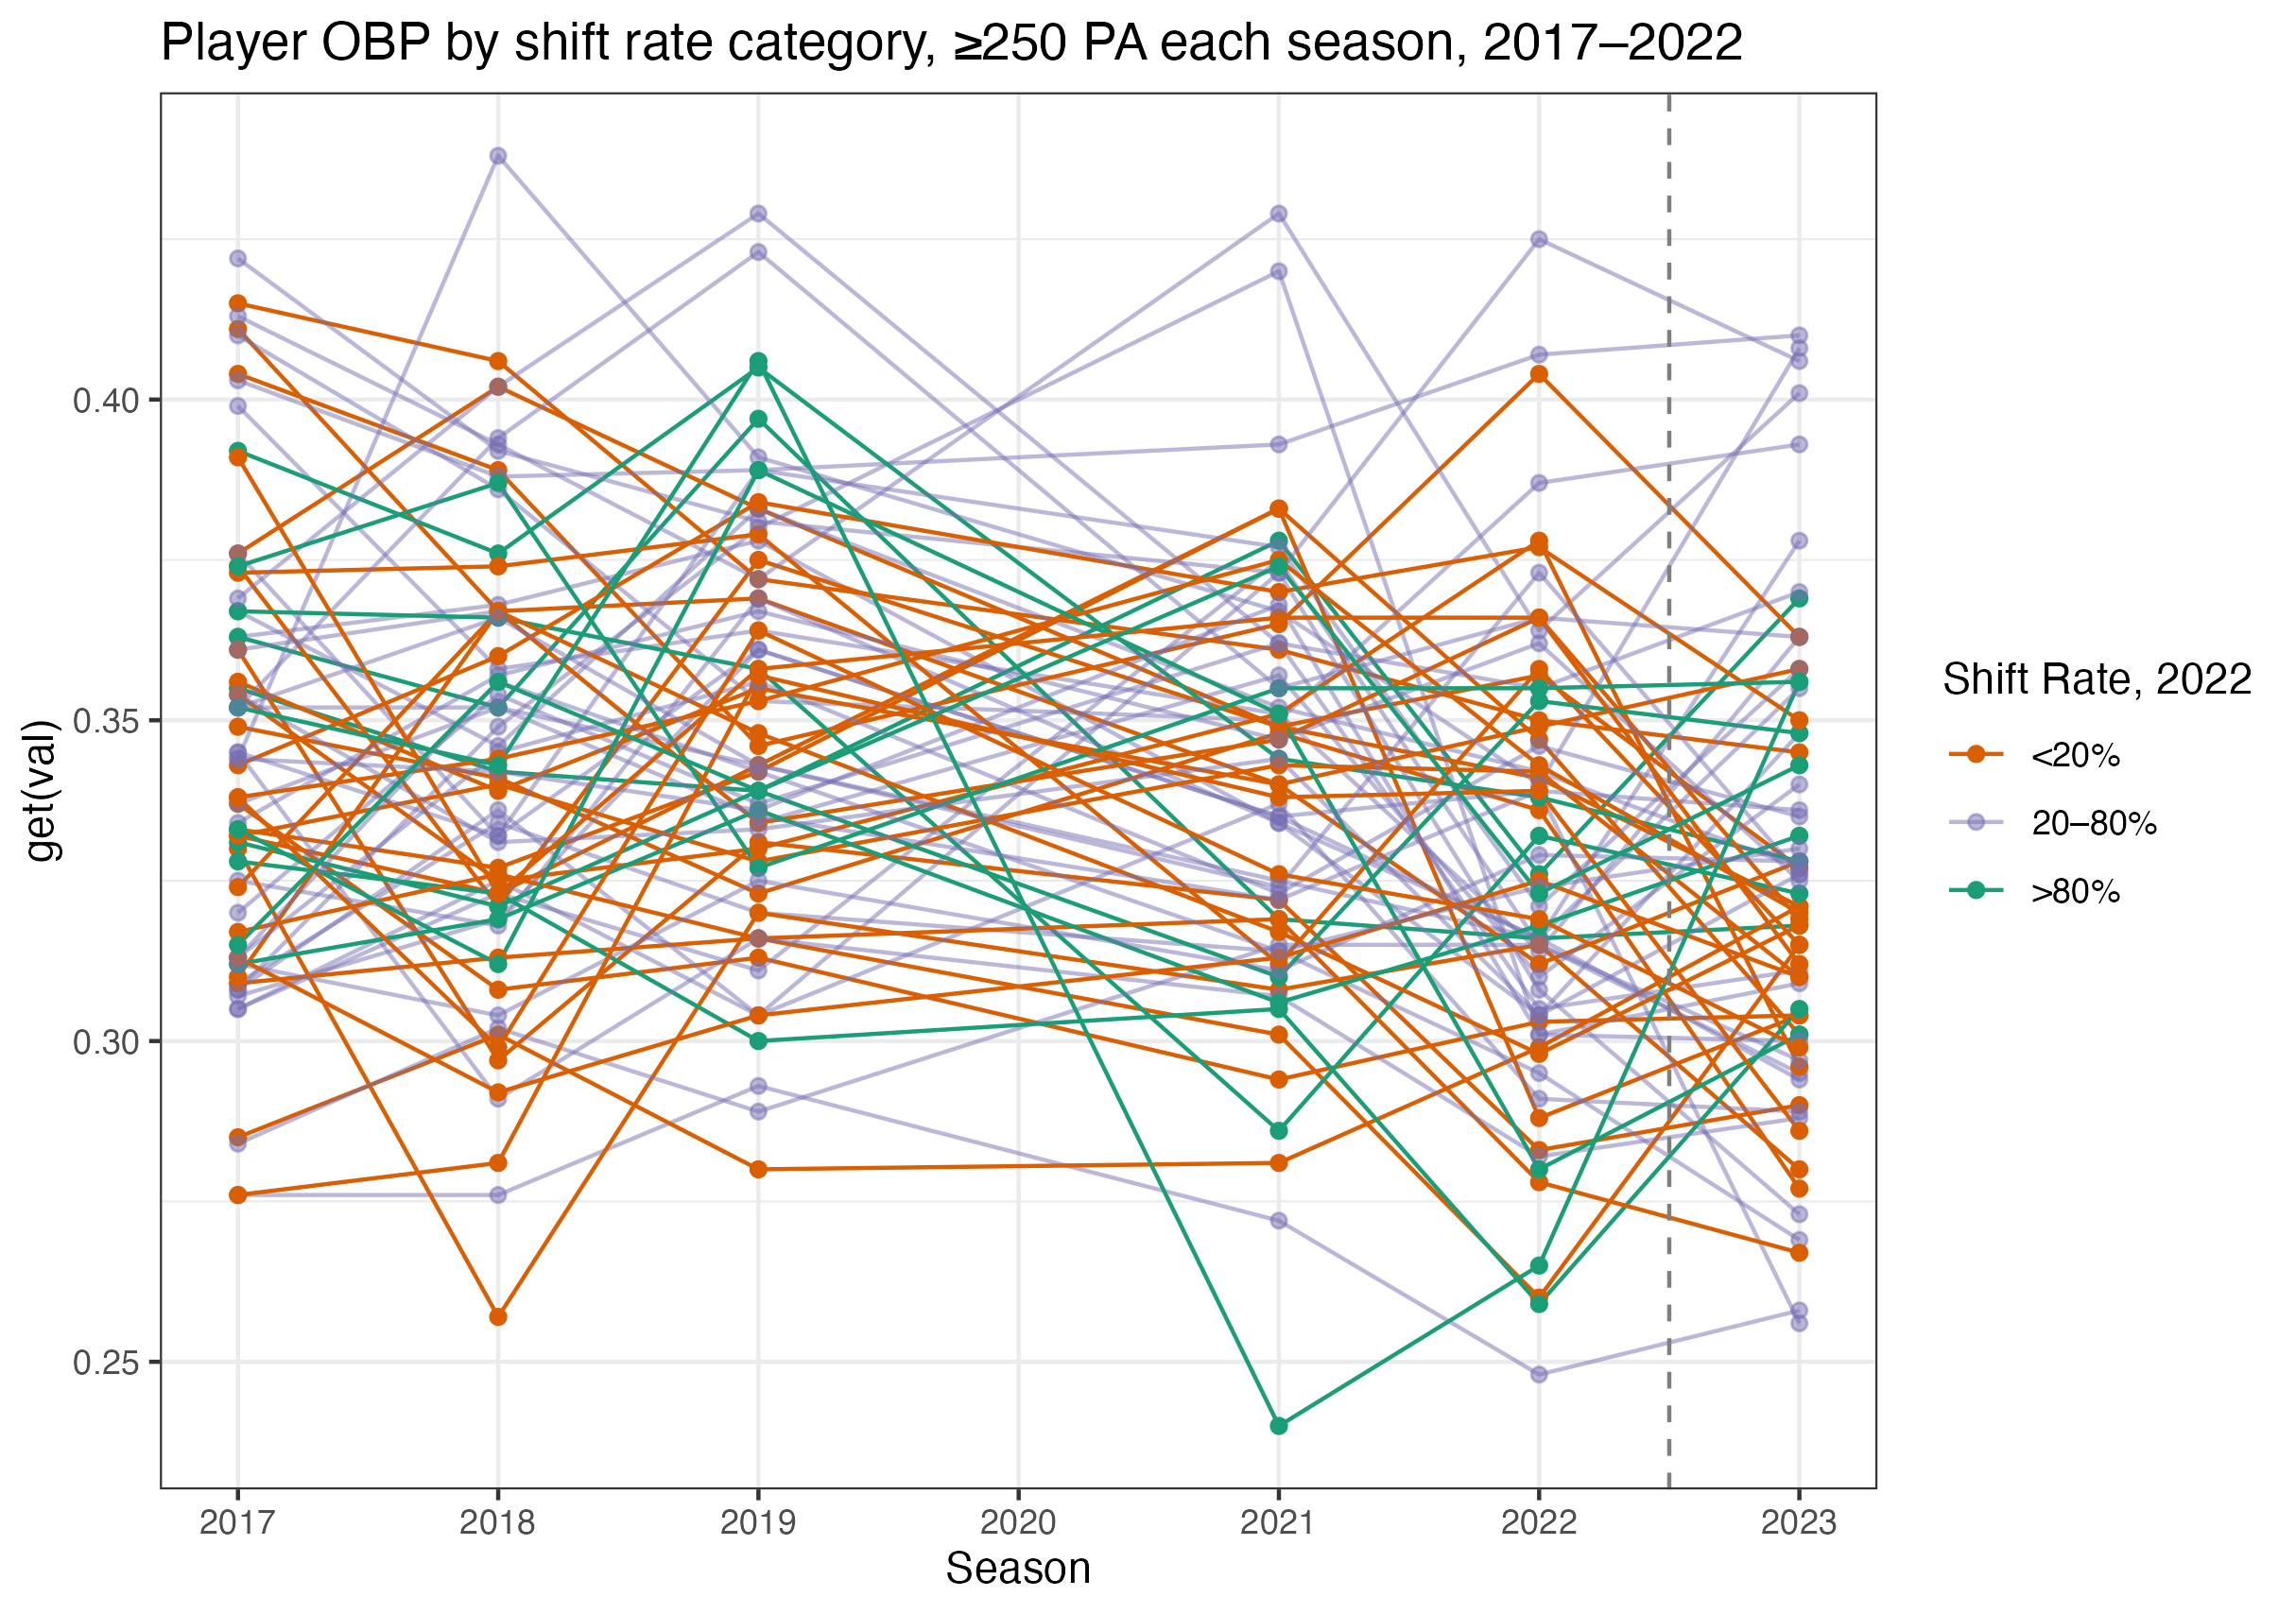 Player OBP by shift rate category, ≥250 PA each season, 2017–2022
get(val)
0.40
0.35
0.30
0.25
2017 2018 2019 2020 2021 2022 2023
Season
Shift Rate, 2022
<20%
20–80%
>80%